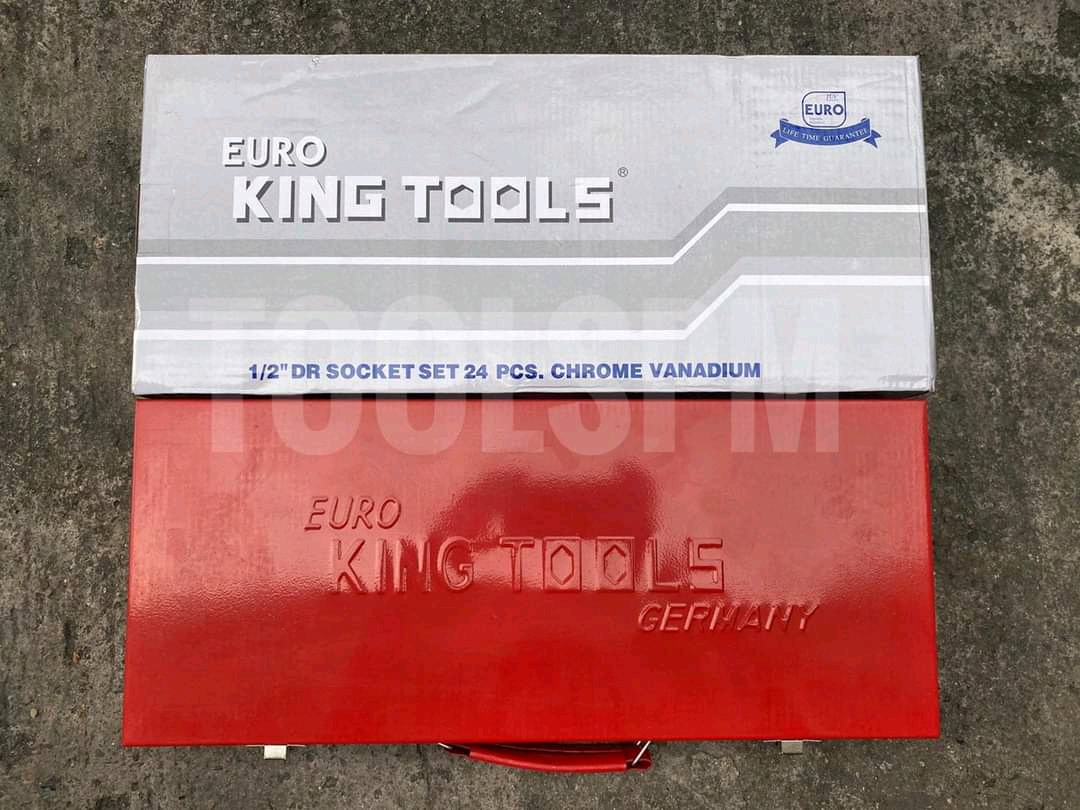 EURO
LIFE TIME GUARANTEE
EURO
KING TOOLS®
TOOLSPM
1/2" DR SOCKET SET 24 PCS. CHROME VANADIUM
EURO
KING TOOLS
GERMANY